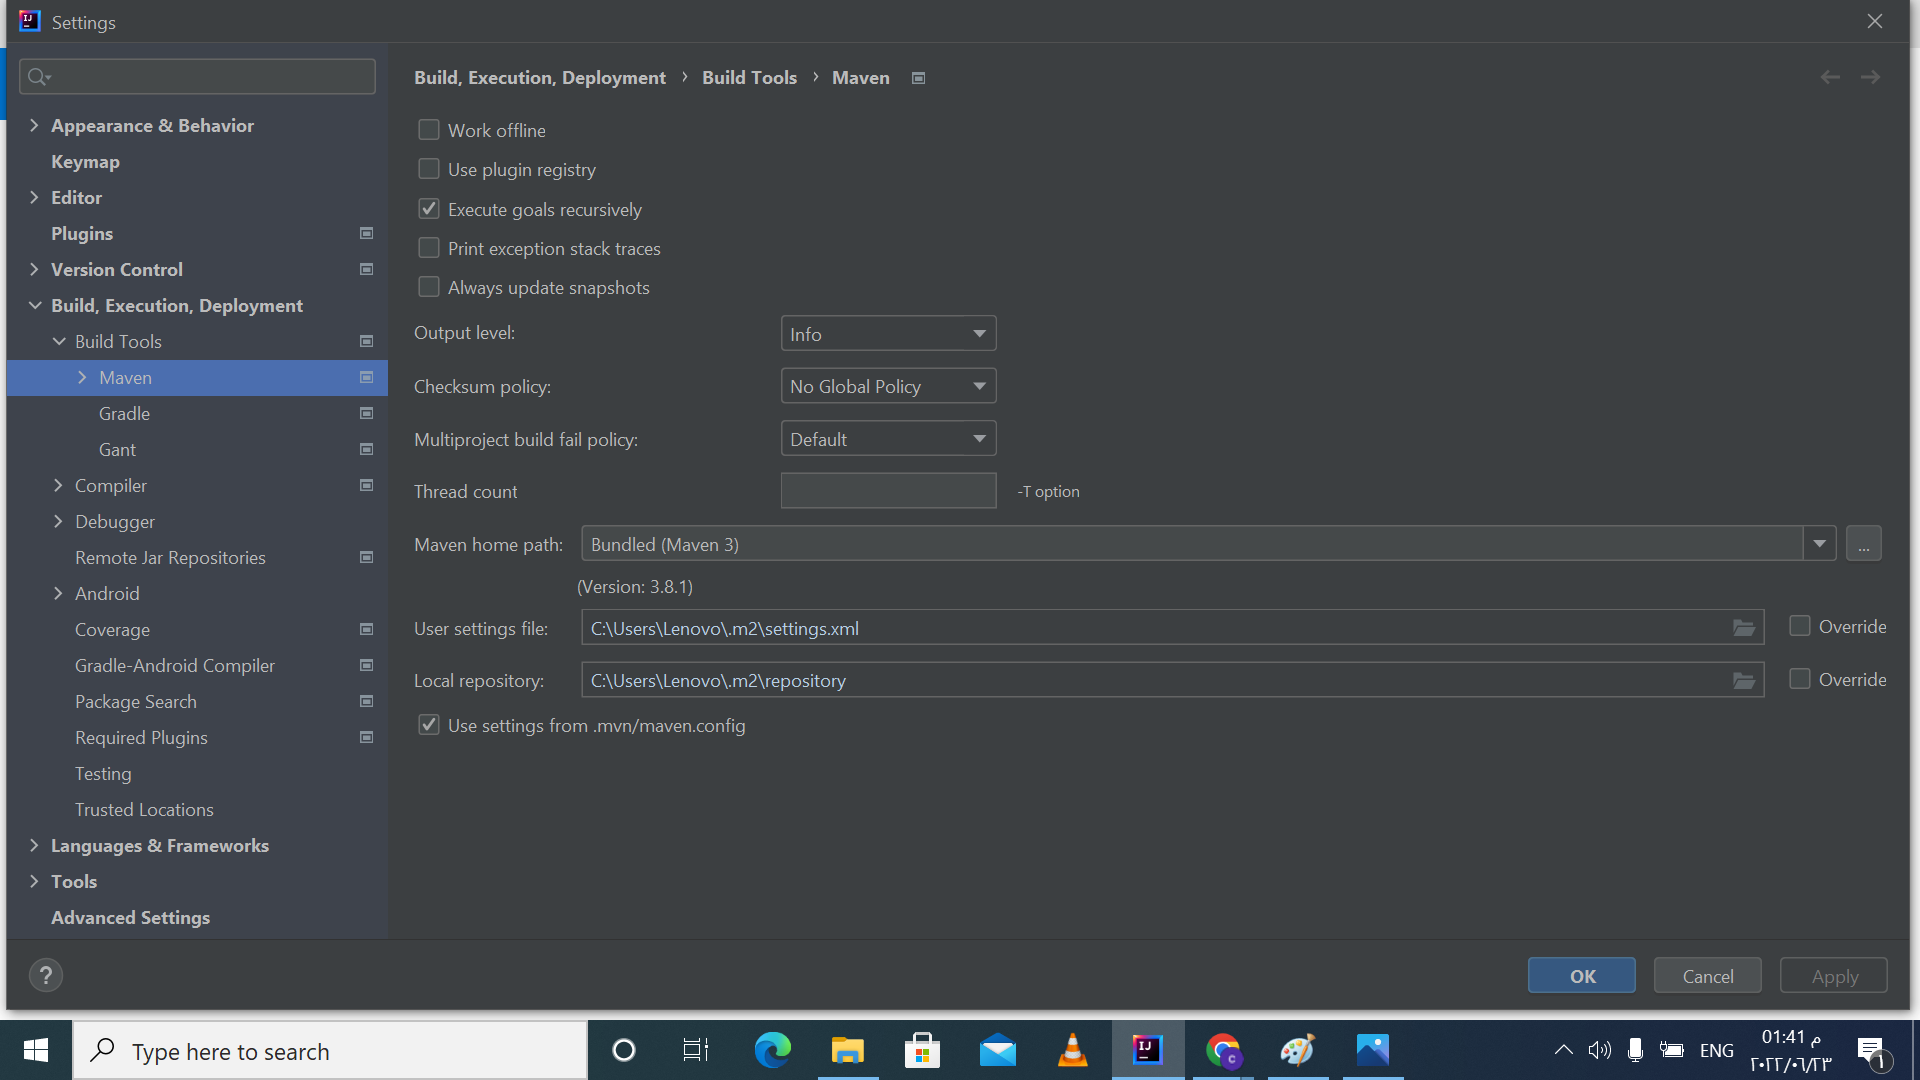 Settings
Appearance & Behavior
Keymap
Editor
Plugins
Version Control
Build, Execution, Deployment
Build Tools
Maven
Gradle
Gant
Compiler
Debugger
Remote Jar Repositories
Android
Coverage
Gradle-Android Compiler
Package Search
Required Plugins
Testing
Trusted Locations
Languages & Frameworks
Tools
Advanced Settings
Build, Execution, Deployment › Build Tools › Maven
Work offline
Use plugin registry
Execute goals recursively
Print exception stack traces
Always update snapshots
Output level: Info
Checksum policy: No Global Policy
Multiproject build fail policy: Default
Thread count -T option
Maven home path: Bundled (Maven 3) ...
(Version: 3.8.1)
User settings file: C:\Users\Lenovo\.m2\settings.xml Override
Local repository: C:\Users\Lenovo\.m2\repository Override
Use settings from .mvn/maven.config
? OK Cancel Apply
Type here to search
IJ
C
ENG
01:41 م
٢٠٢٢/٠٦/٢٣
١